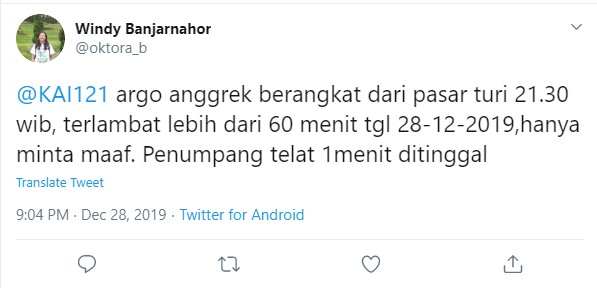 Windy Banjarnahor
@oktora_b
@KAI121 argo anggrek berangkat dari pasar turi 21.30
wib, terlambat lebih dari 60 menit tgl 28-12-2019,hanya
minta maaf. Penumpang telat 1menit ditinggal
Translate Tweet
9:04 PM · Dec 28, 2019 · Twitter for Android